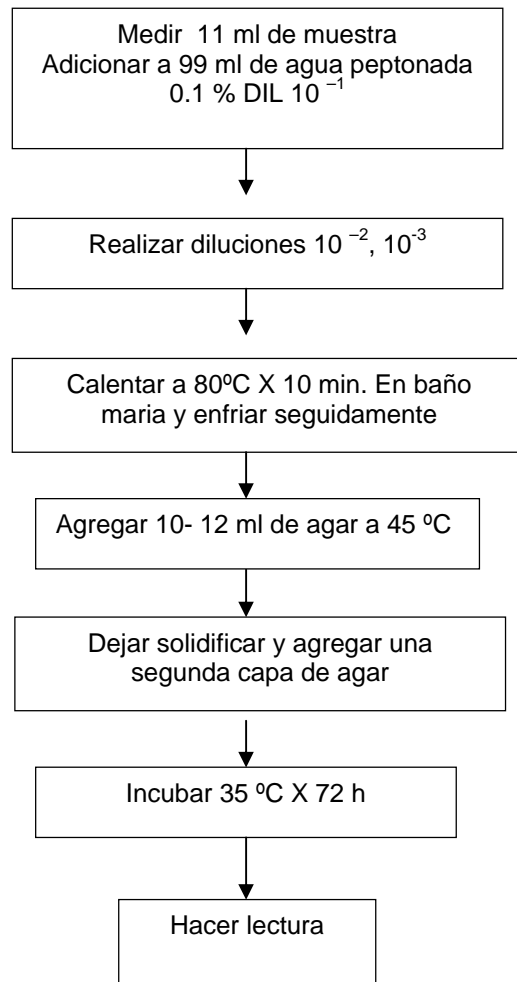 Medir 11 ml de muestra
Adicionar a 99 ml de agua peptonada
0.1 % DIL 10 ⁻¹
Realizar diluciones 10 ⁻², 10⁻³
Calentar a 80ºC X 10 min. En baño
maria y enfriar seguidamente
Agregar 10- 12 ml de agar a 45 ºC
Dejar solidificar y agregar una
segunda capa de agar
Incubar 35 ºC X 72 h
Hacer lectura